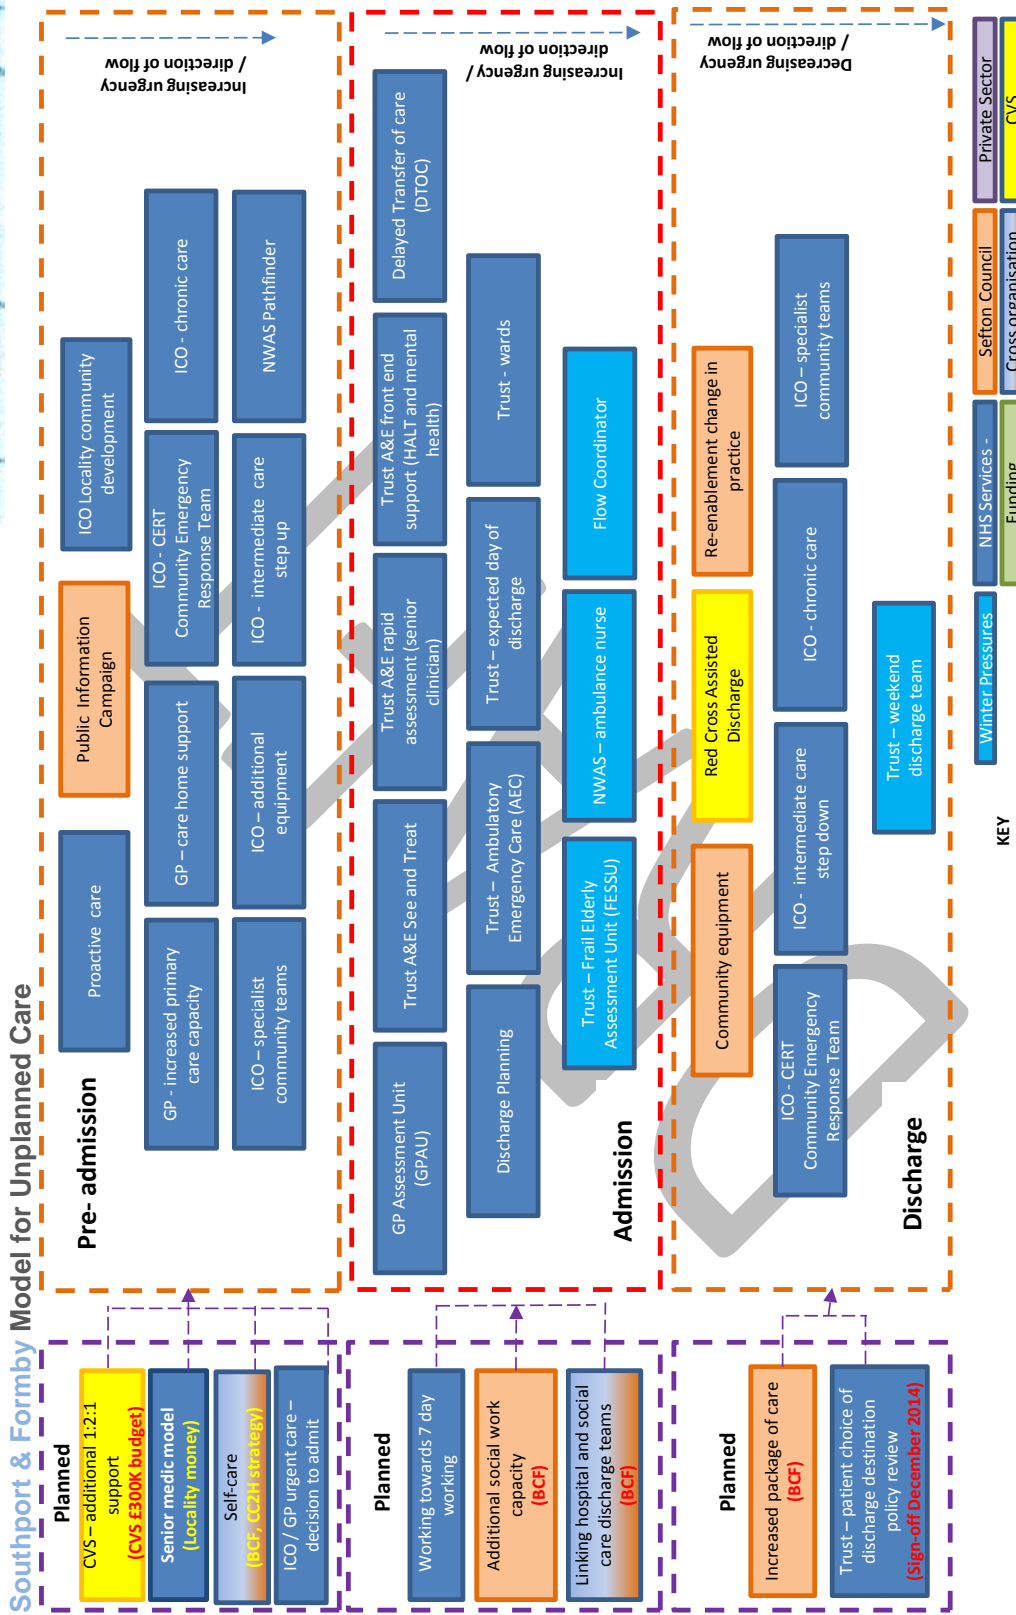 Southport & Formby Model for Unplanned Care
Planned
CVS – additional 1:2:1
support
(CVS £300K budget)
Senior medic model
(Locality money)
Self-care
(BCF, CC2H strategy)
ICO / GP urgent care –
decision to admit
Pre- admission
Proactive care
Public Information
Campaign
ICO Locality community
development
GP - increased primary
care capacity
GP – care home support
ICO - CERT
Community Emergency
Response Team
ICO - chronic care
ICO – specialist
community teams
ICO – additional
equipment
ICO - intermediate care
step up
NWAS Pathfinder
Increasing urgency
/
direction of flow
Planned
Working towards 7 day
working
Additional social work
capacity
(BCF)
Linking hospital and social
care discharge teams
(BCF)
GP Assessment Unit
(GPAU)
Trust A&E See and Treat
Trust A&E rapid
assessment (senior
clinician)
Trust A&E front end
support (HALT and mental
health)
Delayed Transfer of care
(DTOC)
Discharge Planning
Trust – Ambulatory
Emergency Care (AEC)
Trust – expected day of
discharge
Trust - wards
Admission
Trust – Frail Elderly
Assessment Unit (FESSU)
NWAS – ambulance nurse
Flow Coordinator
Increasing urgency /
direction of flow
Planned
Increased package of care
(BCF)
Trust – patient choice of
discharge destination
policy review
(Sign-off December 2014)
Community equipment
Red Cross Assisted
Discharge
Re-enablement change in
practice
ICO - CERT
Community Emergency
Response Team
ICO - intermediate care
step down
ICO - chronic care
ICO – specialist
community teams
Discharge
Trust – weekend
discharge team
Decreasing urgency
/
direction of flow
KEY
Winter Pressures
NHS Services -
Sefton Council
Private Sector
Funding
Cross organisation
CVS
DRAFT